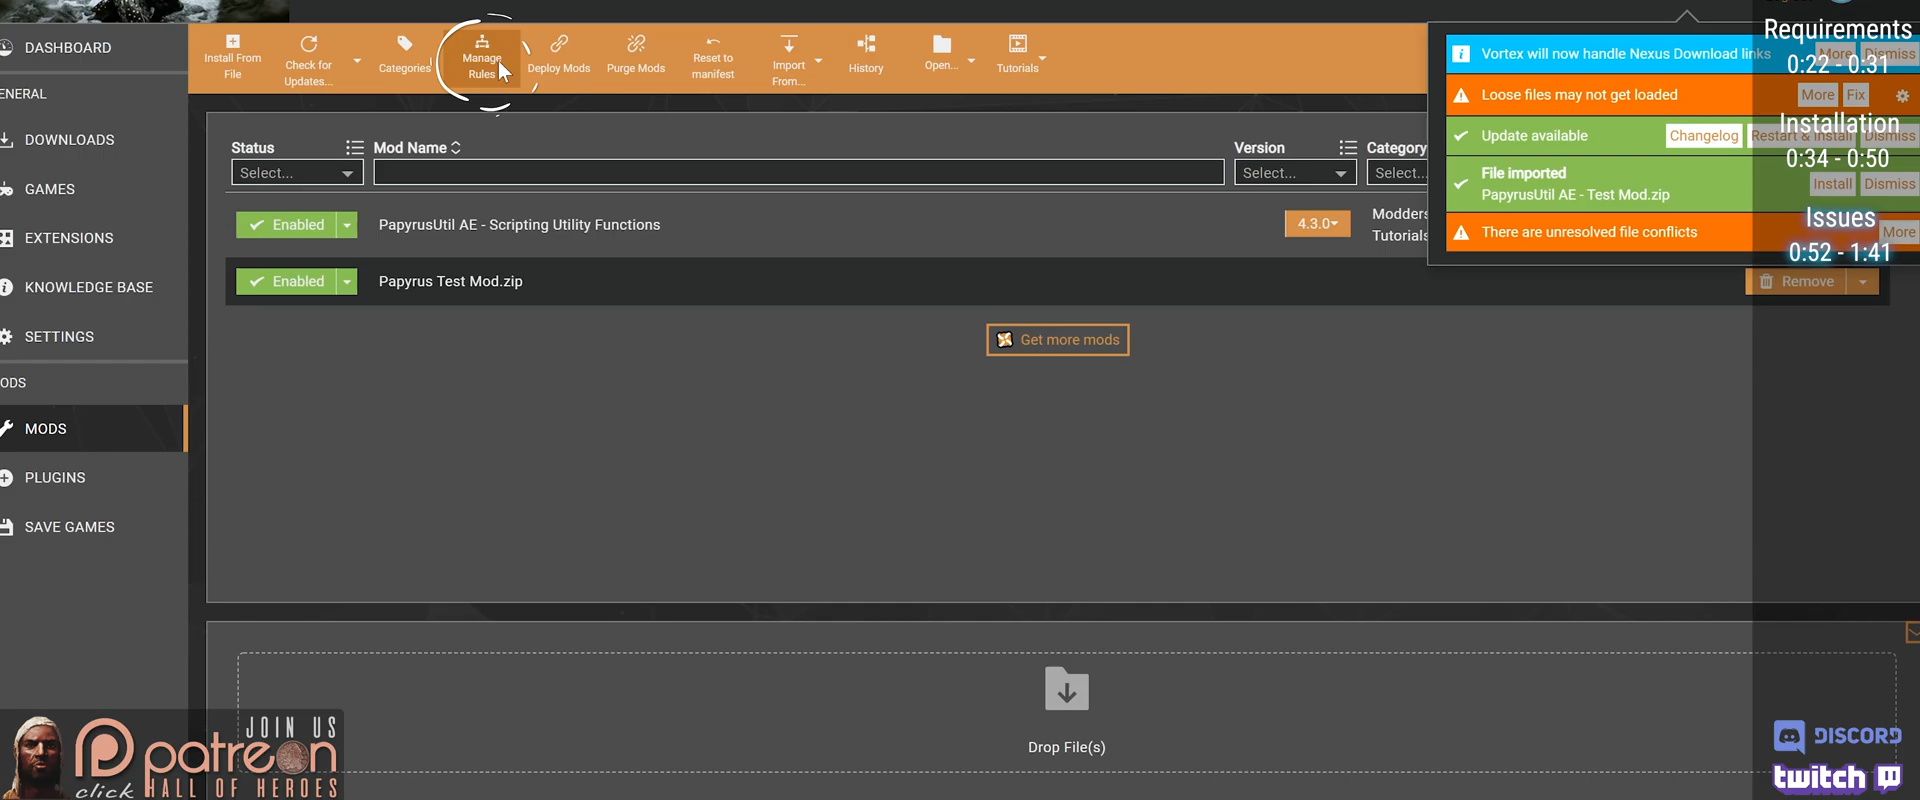 DASHBOARD
ENERAL
DOWNLOADS
GAMES
EXTENSIONS
KNOWLEDGE BASE
SETTINGS
ODS
MODS
PLUGINS
SAVE GAMES
Install From
File
Check for
Updates...
Categories
Manage
Rules
Deploy Mods
Purge Mods
Reset to
manifest
Import
From...
History
Open...
Tutorials
Status
Mod Name
Version
Category
Select...
Select...
Select...
Enabled
PapyrusUtil AE - Scripting Utility Functions
4.3.0
Modders
Tutorials
Enabled
Papyrus Test Mod.zip
Remove
Get more mods
Drop File(s)
Vortex will now handle Nexus Download links
More
Dismiss
Loose files may not get loaded
More
Fix
Update available
Changelog
Restart & Install
Dismiss
File imported
PapyrusUtil AE - Test Mod.zip
Install
Dismiss
There are unresolved file conflicts
More
Requirements
0:22 - 0:31
Installation
0:34 - 0:50
Issues
0:52 - 1:41
JOIN US
patreon
click HALL OF HEROES
DISCORD
twitch